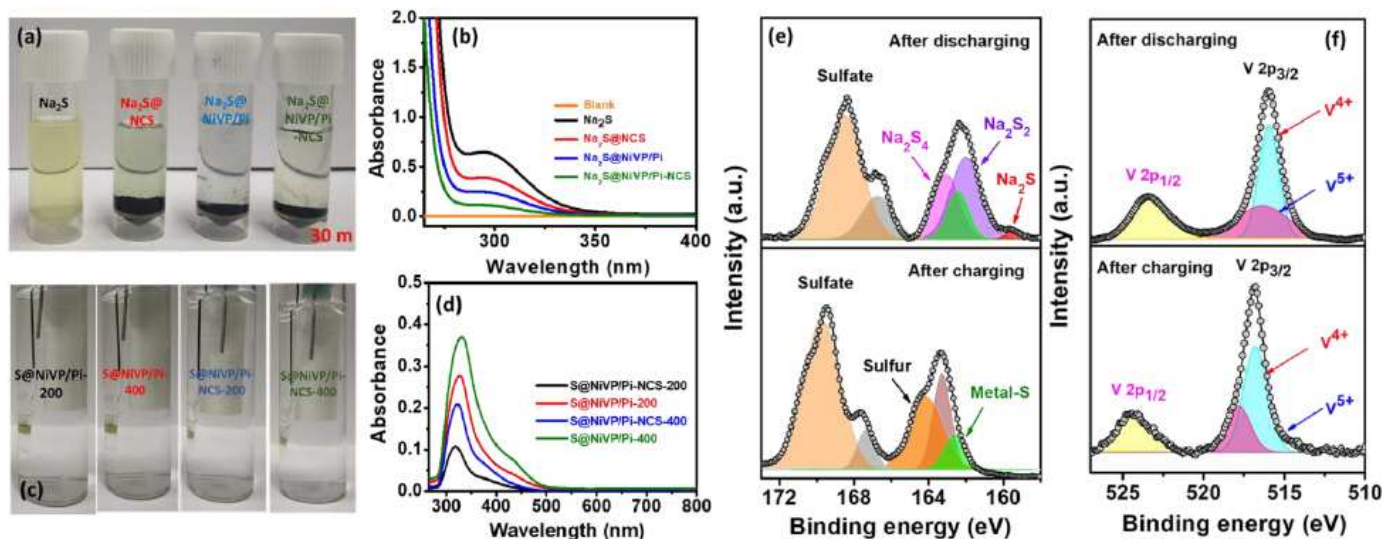 (a)
Na2S
Na2S@
NCS
Na2S@
NiVP/Pi
Na2S@
NiVP/Pi
-NCS
30 m
(b)
Absorbance
2.0
1.5
1.0
0.5
0.0
Blank
Na2S
Na2S@NCS
Na2S@NiVP/Pi
Na2S@NiVP/Pi-NCS
300 350 400
Wavelength (nm)
(c)
S@NiVP/Pi-
200
S@NiVP/Pi-
400
S@NiVP/Pi-
NCS-200
S@NiVP/Pi-
NCS-400
(d)
Absorbance
0.5
0.4
0.3
0.2
0.1
0.0
S@NiVP/Pi-NCS-200
S@NiVP/Pi-200
S@NiVP/Pi-NCS-400
S@NiVP/Pi-400
300 400 500 600 700 800
Wavelength (nm)
(e)
After discharging
Sulfate
Na2S4
Na2S2
Na2S
Intensity (a.u.)
After charging
Sulfate
Sulfur
Metal-S
172 168 164 160
Binding energy (eV)
(f)
After discharging
V 2p3/2
V4+
V 2p1/2
V5+
Intensity (a.u.)
After charging
V 2p3/2
V4+
V 2p1/2
V5+
525 520 515 510
Binding energy (eV)